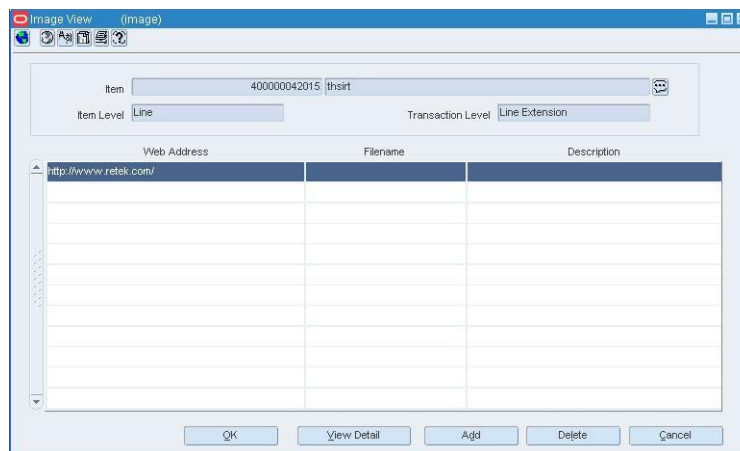 Image View (image)
Item 400000042015 thsirt
Item Level Line Transaction Level Line Extension
Web Address Filename Description
http://www.retek.com/
OK View Detail Add Delete Cancel